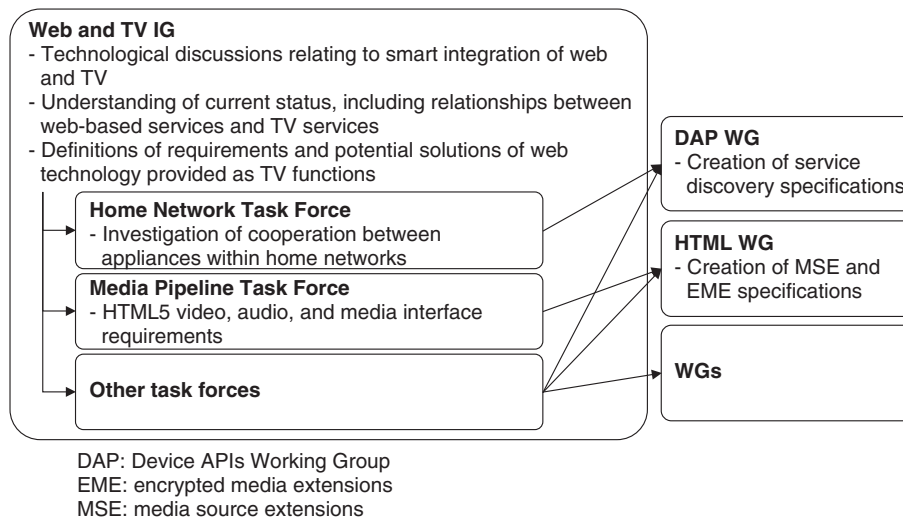 Web and TV IG
- Technological discussions relating to smart integration of web
and TV
- Understanding of current status, including relationships between
web-based services and TV services
- Definitions of requirements and potential solutions of web
technology provided as TV functions
Home Network Task Force
- Investigation of cooperation between
appliances within home networks
Media Pipeline Task Force
- HTML5 video, audio, and media interface
requirements
Other task forces
DAP WG
- Creation of service
discovery specifications
HTML WG
- Creation of MSE and
EME specifications
WGs
DAP: Device APIs Working Group
EME: encrypted media extensions
MSE: media source extensions